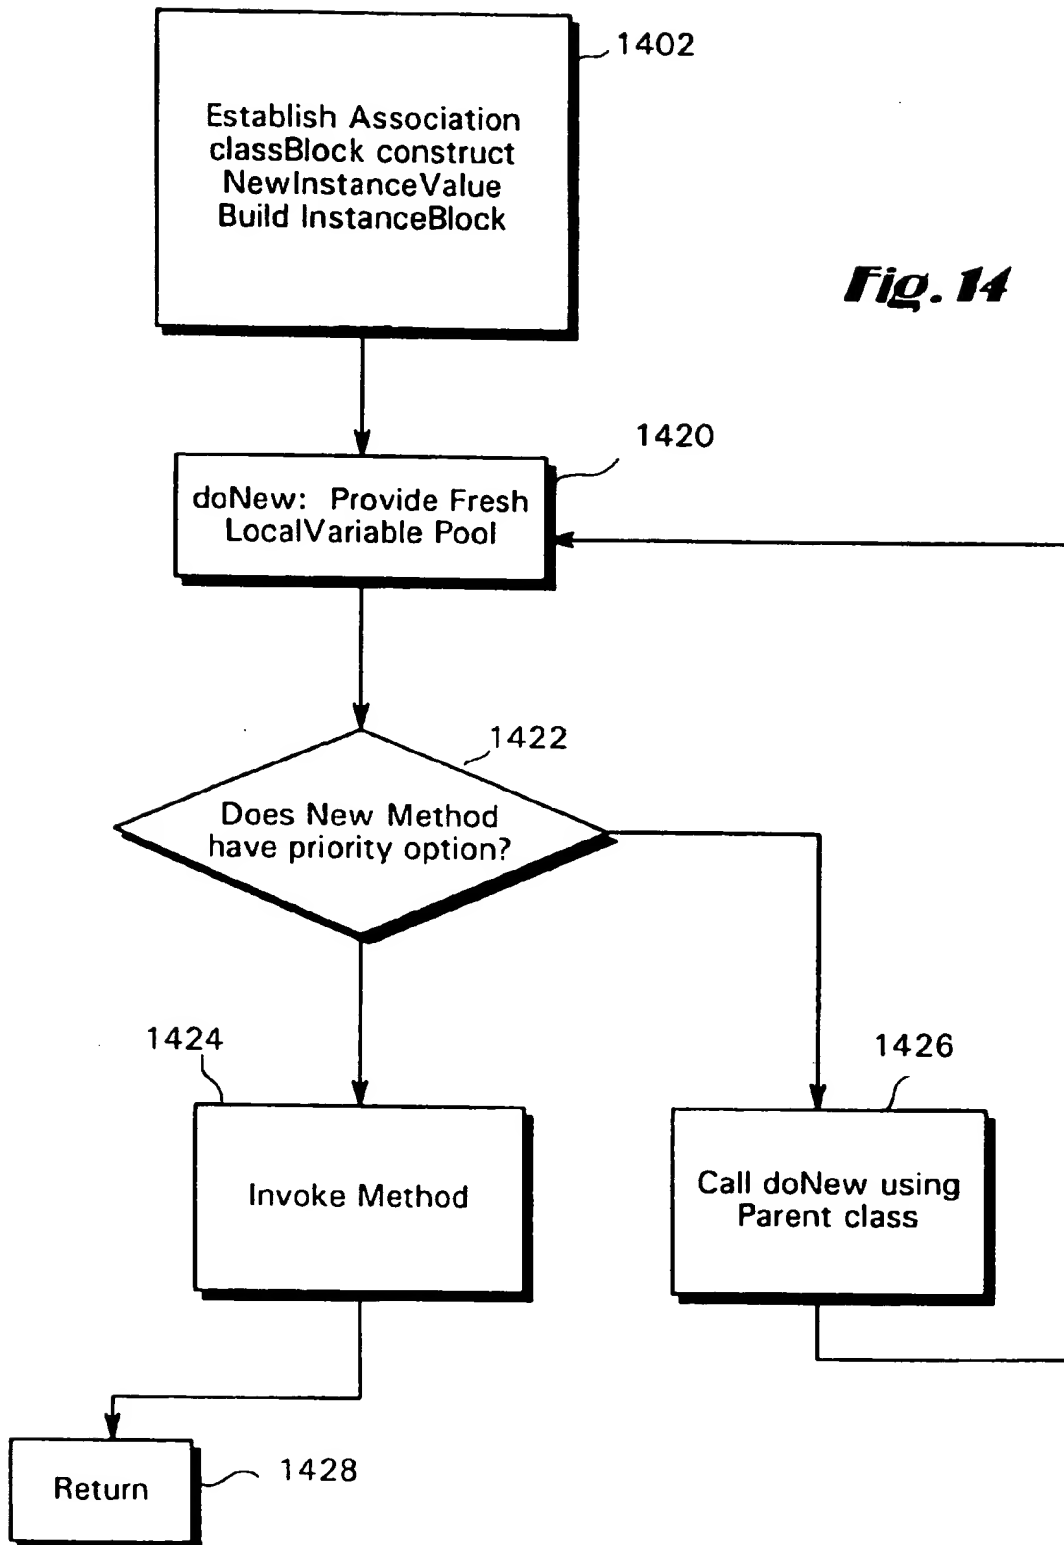 1402
Establish Association
classBlock construct
NewInstanceValue
Build InstanceBlock
Fig. 14
1420
doNew: Provide Fresh
LocalVariable Pool
1422
Does New Method
have priority option?
1424
1426
Invoke Method
Call doNew using
Parent class
Return
1428